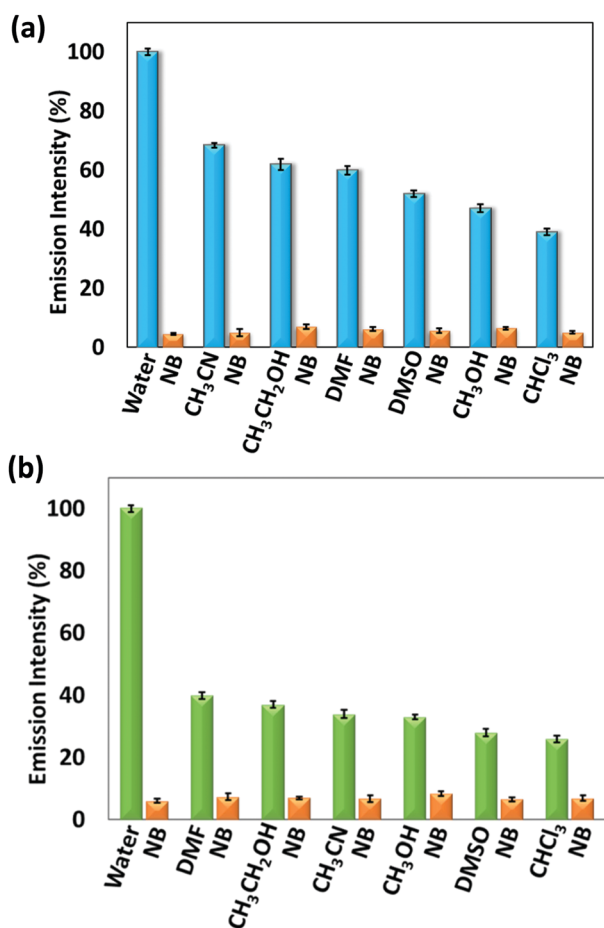 (a)
Emission Intensity (%)
100
80
60
40
20
0
Water
NB
CH₃CN
NB
CH₃CH₂OH
NB
DMF
NB
DMSO
NB
CH₃OH
NB
CHCl₃
NB
(b)
Emission Intensity (%)
100
80
60
40
20
0
Water
NB
DMF
NB
CH₃CH₂OH
NB
CH₃CN
NB
CH₃OH
NB
DMSO
NB
CHCl₃
NB